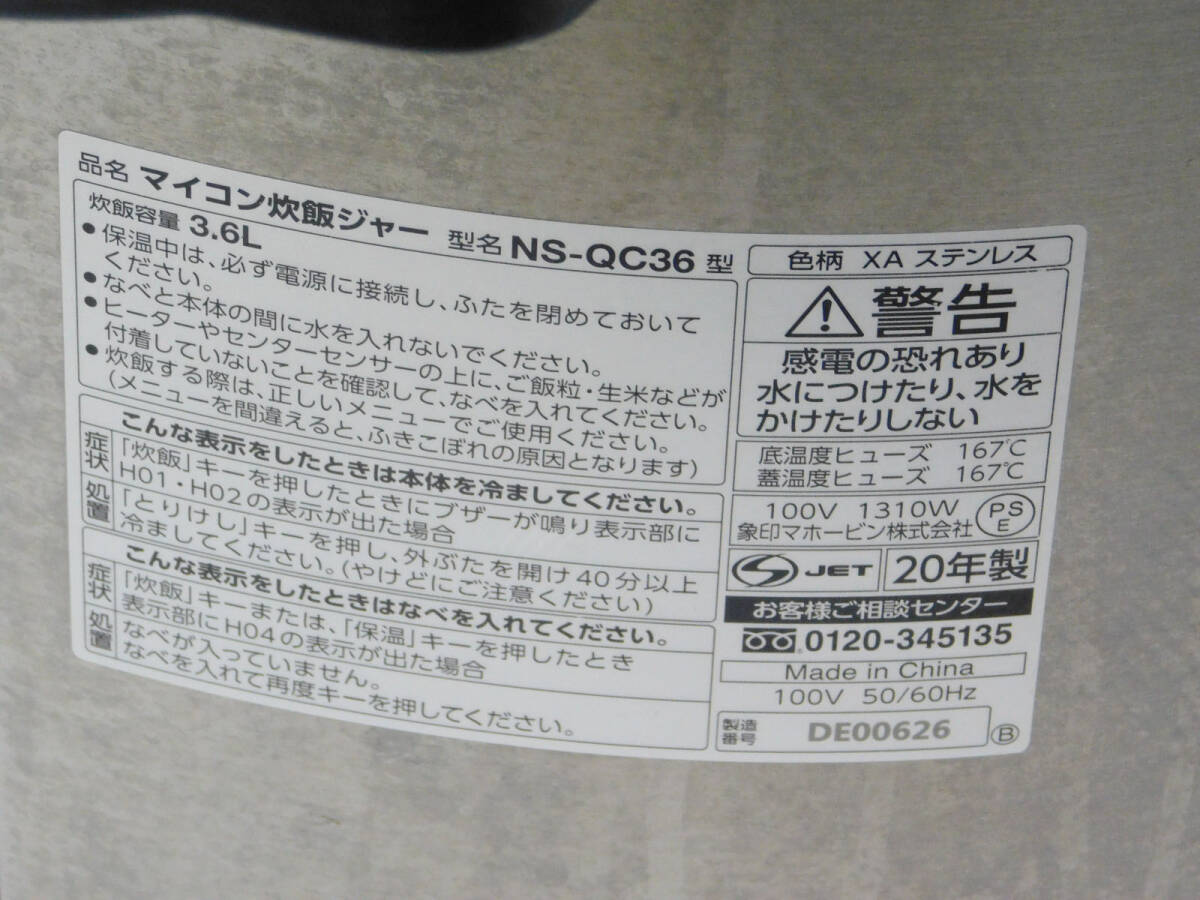 品名 マイコン炊飯ジャー 型名 NS-QC36 型
炊飯容量 3.6L
•保温中は、必ず電源に接続し、ふたを閉めておいて
ください。
•なべと本体の間に水を入れないでください。
•ヒーターやセンターセンサーの上に、ご飯粒・生米などが
付着していないことを確認して、なべを入れてください。
•炊飯する際は、正しいメニューでご使用ください。
(メニューを間違えると、ふきこぼれの原因となります)
こんな表示をしたときは本体を冷ましてください。
症状 「炊飯」キーを押したときにブザーが鳴り表示部に
H01・H02の表示が出た場合
処置 「とりけし」キーを押し、外ぶたを開け40分以上
冷ましてください。(やけどにご注意ください)
こんな表示をしたときはなべを入れてください。
症状 「炊飯」キーまたは、「保温」キーを押したとき
表示部にH04の表示が出た場合
処置 なべが入っていません。
なべを入れて再度キーを押してください。
色柄 XA ステンレス
警告
感電の恐れあり
水につけたり、水を
かけたりしない
底温度ヒューズ 167℃
蓋温度ヒューズ 167℃
100V 1310W
象印マホービン株式会社
PS
E
JET 20年製
お客様ご相談センター
0120-345135
Made in China
100V 50/60Hz
製造
番号 DE00626 B